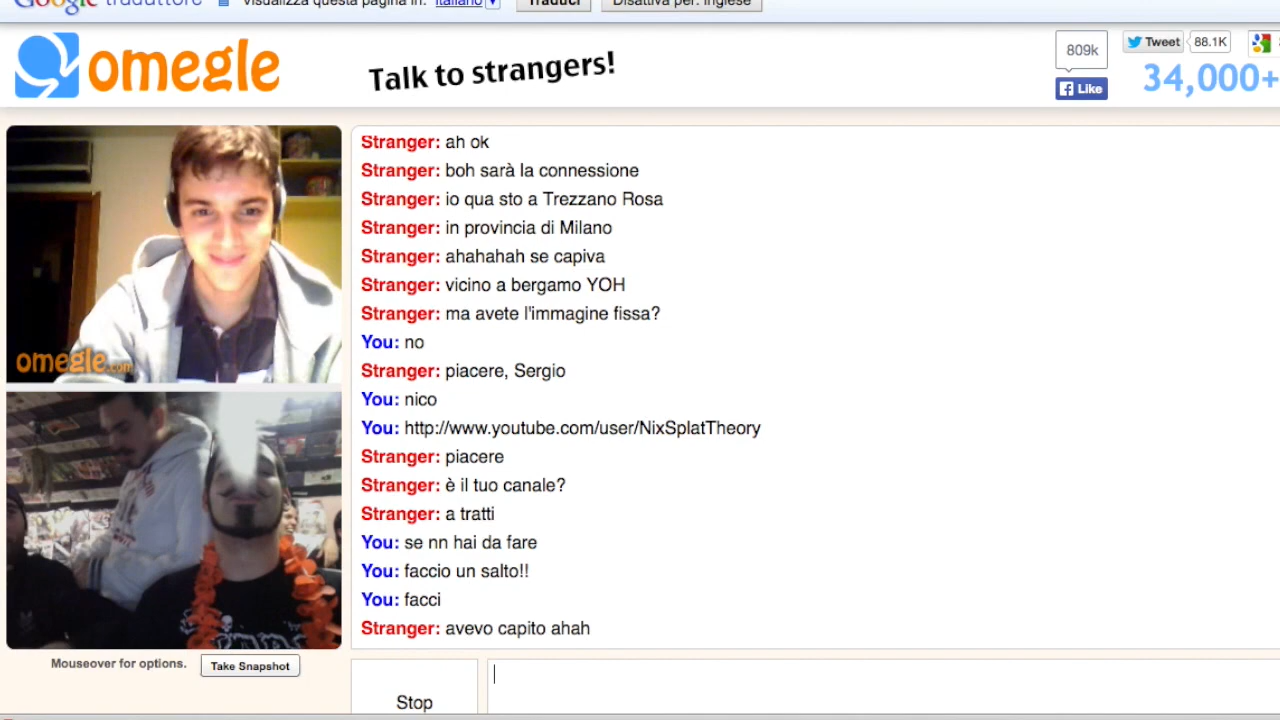 Google traduttore Visualizza questa pagina in: Italiano Traduci Disattiva per: inglese
omegle Talk to strangers!
809k
Like
Tweet 88.1K
34,000+
Stranger: ah ok
Stranger: boh sarà la connessione
Stranger: io qua sto a Trezzano Rosa
Stranger: in provincia di Milano
Stranger: ahahahah se capiva
Stranger: vicino a bergamo YOH
Stranger: ma avete l'immagine fissa?
You: no
Stranger: piacere, Sergio
You: nico
You: http://www.youtube.com/user/NixSplatTheory
Stranger: piacere
Stranger: è il tuo canale?
Stranger: a tratti
You: se nn hai da fare
You: faccio un salto!!
You: facci
Stranger: avevo capito ahah
omegle.com
Mouseover for options. Take Snapshot
Stop